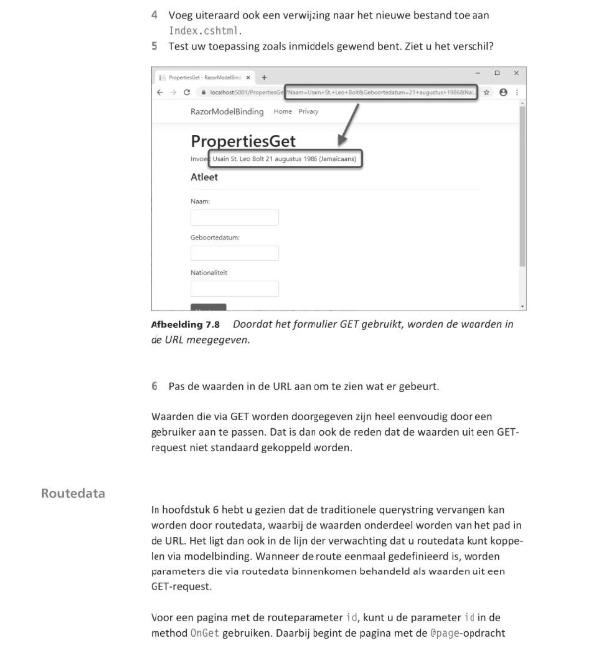 4 Voeg uiteraard ook een verwijzing naar het nieuwe bestand toe aan
Index.cshtml.
5 Test uw toepassing zoals inmiddels gewend bent. Ziet u het verschil?
PropertiesGet - RazorModelBind
localhost:5001/PropertiesGet?Naam=Usain+St.+Leo+Bolt&Geboortedatum=21+augustus+1986&Na
RazorModelBinding Home Privacy
PropertiesGet
Invoer: Usain St. Leo Bolt 21 augustus 1986 (Jamaicaans)
Atleet
Naam:
Geboortedatum:
Nationaliteit
Afbeelding 7.8 Doordat het formulier GET gebruikt, worden de waarden in
de URL meegegeven.
6 Pas de waarden in de URL aan om te zien wat er gebeurt.
Waarden die via GET worden doorgegeven zijn heel eenvoudig door een
gebruiker aan te passen. Dat is dan ook de reden dat de waarden uit een GET-
request niet standaard gekoppeld worden.
Routedata
In hoofdstuk 6 hebt u gezien dat de traditionele querystring vervangen kan
worden door routedata, waarbij de waarden onderdeel worden van het pad in
de URL. Het ligt dan ook in de lijn der verwachting dat u routedata kunt koppe-
len via modelbinding. Wanneer de route eenmaal gedefinieerd is, worden
parameters die via routedata binnenkomen behandeld als waarden uit een
GET-request.
Voor een pagina met de routeparameter id, kunt u de parameter id in de
method OnGet gebruiken. Daarbij begint de pagina met de @page-opdracht